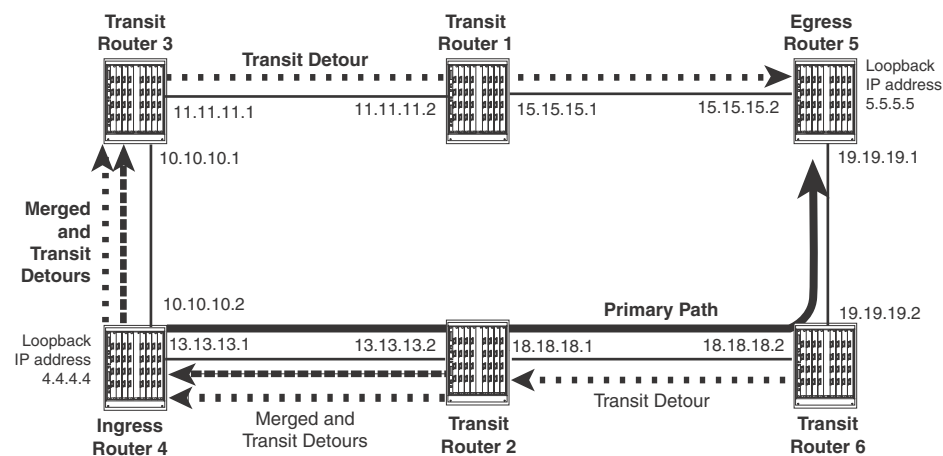 Transit
Router 3
Transit
Router 1
Egress
Router 5
Transit Detour
Loopback
IP address
5.5.5.5
11.11.11.1
11.11.11.2
15.15.15.1
15.15.15.2
10.10.10.1
19.19.19.1
Merged
and
Transit
Detours
10.10.10.2
Primary Path
19.19.19.2
Loopback
IP address
4.4.4.4
13.13.13.1
13.13.13.2
18.18.18.1
18.18.18.2
Transit Detour
Merged and
Transit Detours
Ingress
Router 4
Transit
Router 2
Transit
Router 6